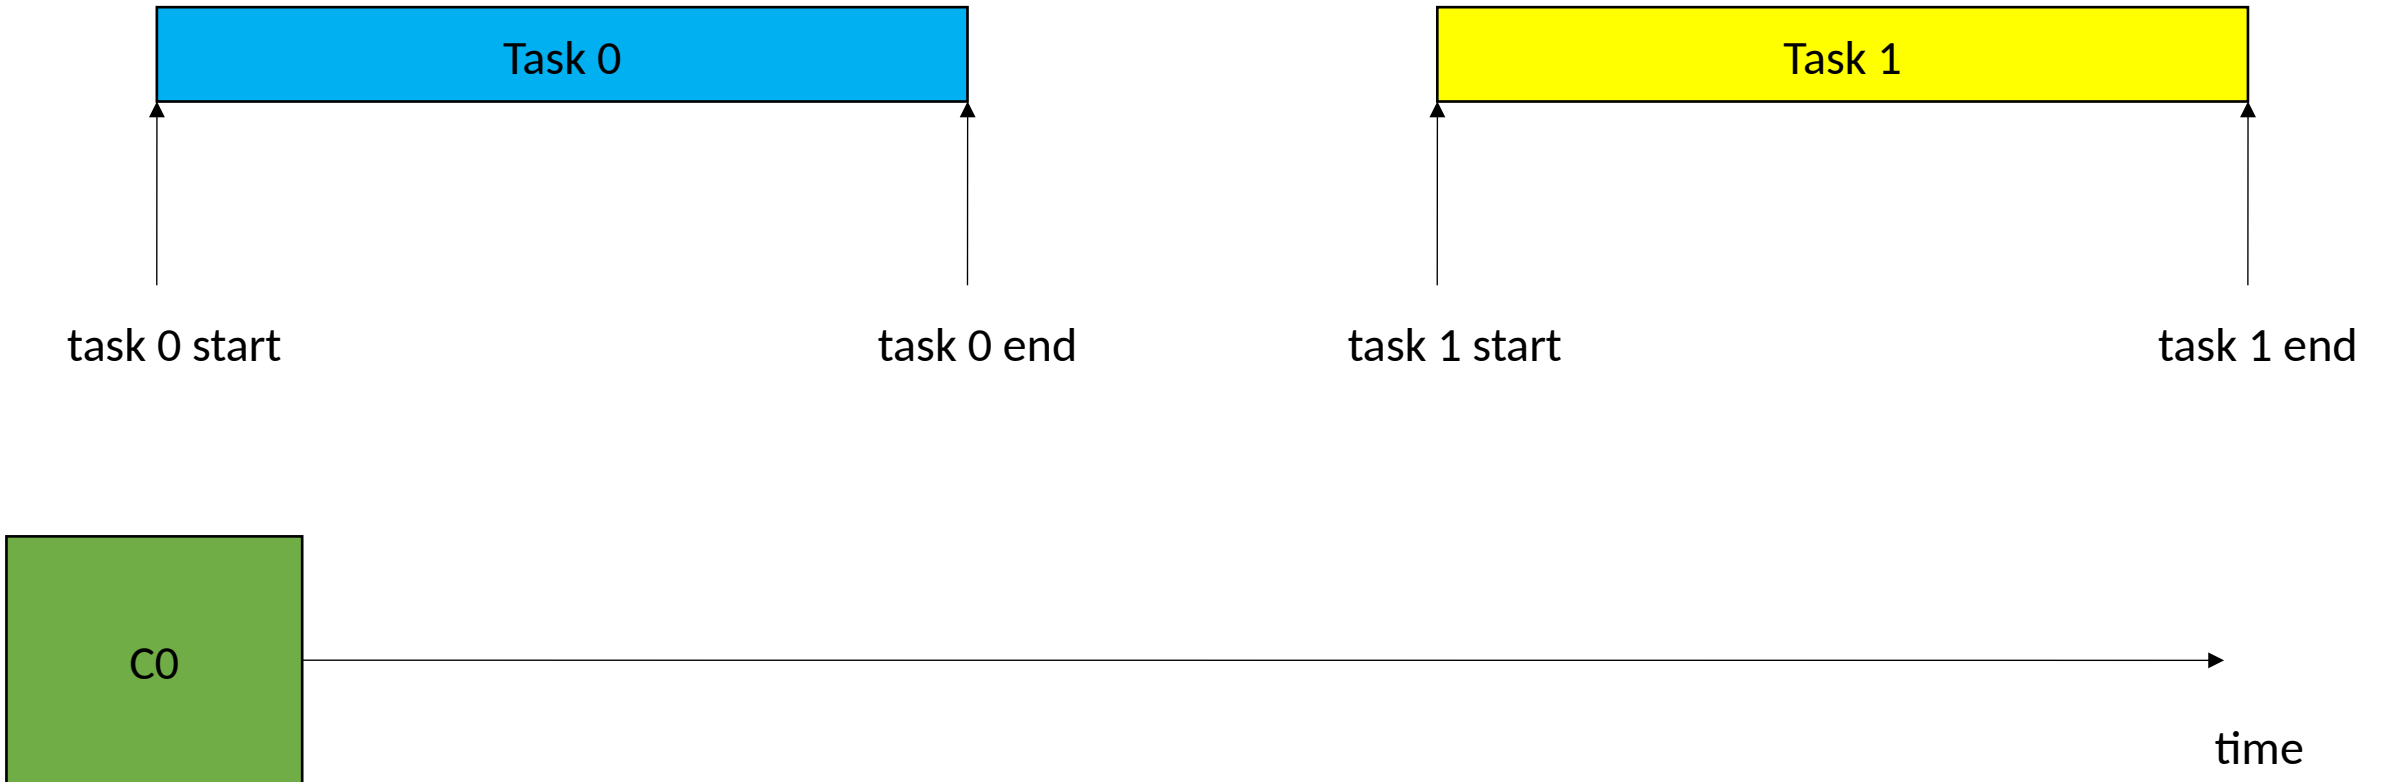 Task 0
Task 1
task 0 start
task 0 end
task 1 start
task 1 end
C0
time